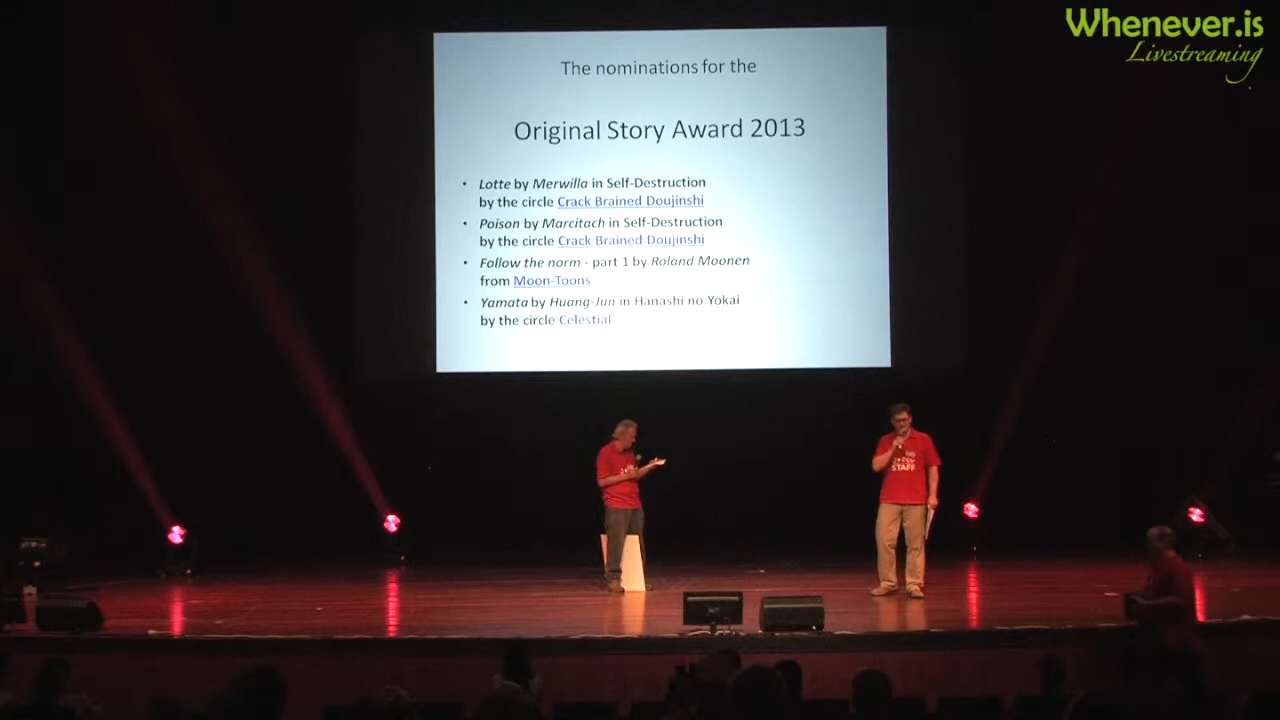 Whenever.is
Livestreaming
The nominations for the
Original Story Award 2013
• Lotte by Merwilla in Self-Destruction
by the circle Crack Brained Doujinshi
• Poison by Marcitach in Self-Destruction
by the circle Crack Brained Doujinshi
• Follow the norm - part 1 by Roland Moonen
from Moon-Toons
• Yamata by Huang-Jun in Hanashi no Yokai
by the circle Celestial
STAFF